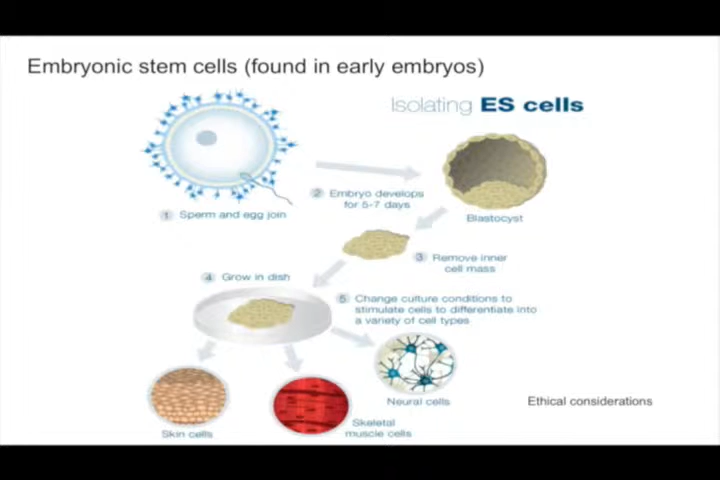 Embryonic stem cells (found in early embryos)
Isolating ES cells
1 Sperm and egg join
2 Embryo develops
for 5-7 days
Blastocyst
3 Remove inner
cell mass
4 Grow in dish
5 Change culture conditions to
stimulate cells to differentiate into
a variety of cell types
Skin cells
Skeletal
muscle cells
Neural cells
Ethical considerations